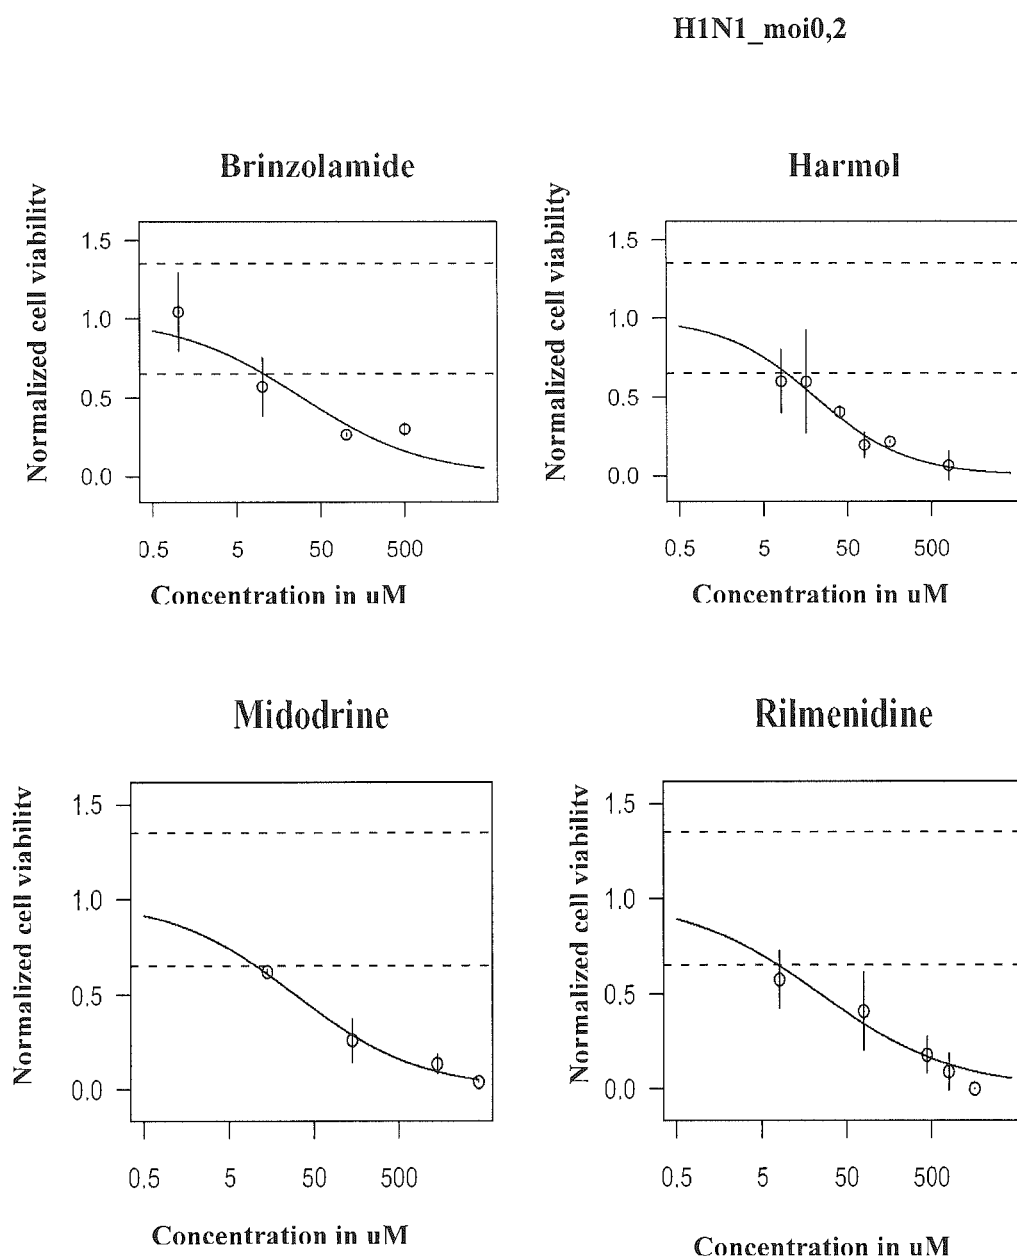 H1N1_moi0,2
Brinzolamide
Harmol
Normalized cell viability
1.5
1.0
0.5
0.0
0.5 5 50 500
Concentration in uM
Normalized cell viability
1.5
1.0
0.5
0.0
0.5 5 50 500
Concentration in uM
Midodrine
Rilmenidine
Normalized cell viability
1.5
1.0
0.5
0.0
0.5 5 50 500
Concentration in uM
Normalized cell viability
1.5
1.0
0.5
0.0
0.5 5 50 500
Concentration in uM